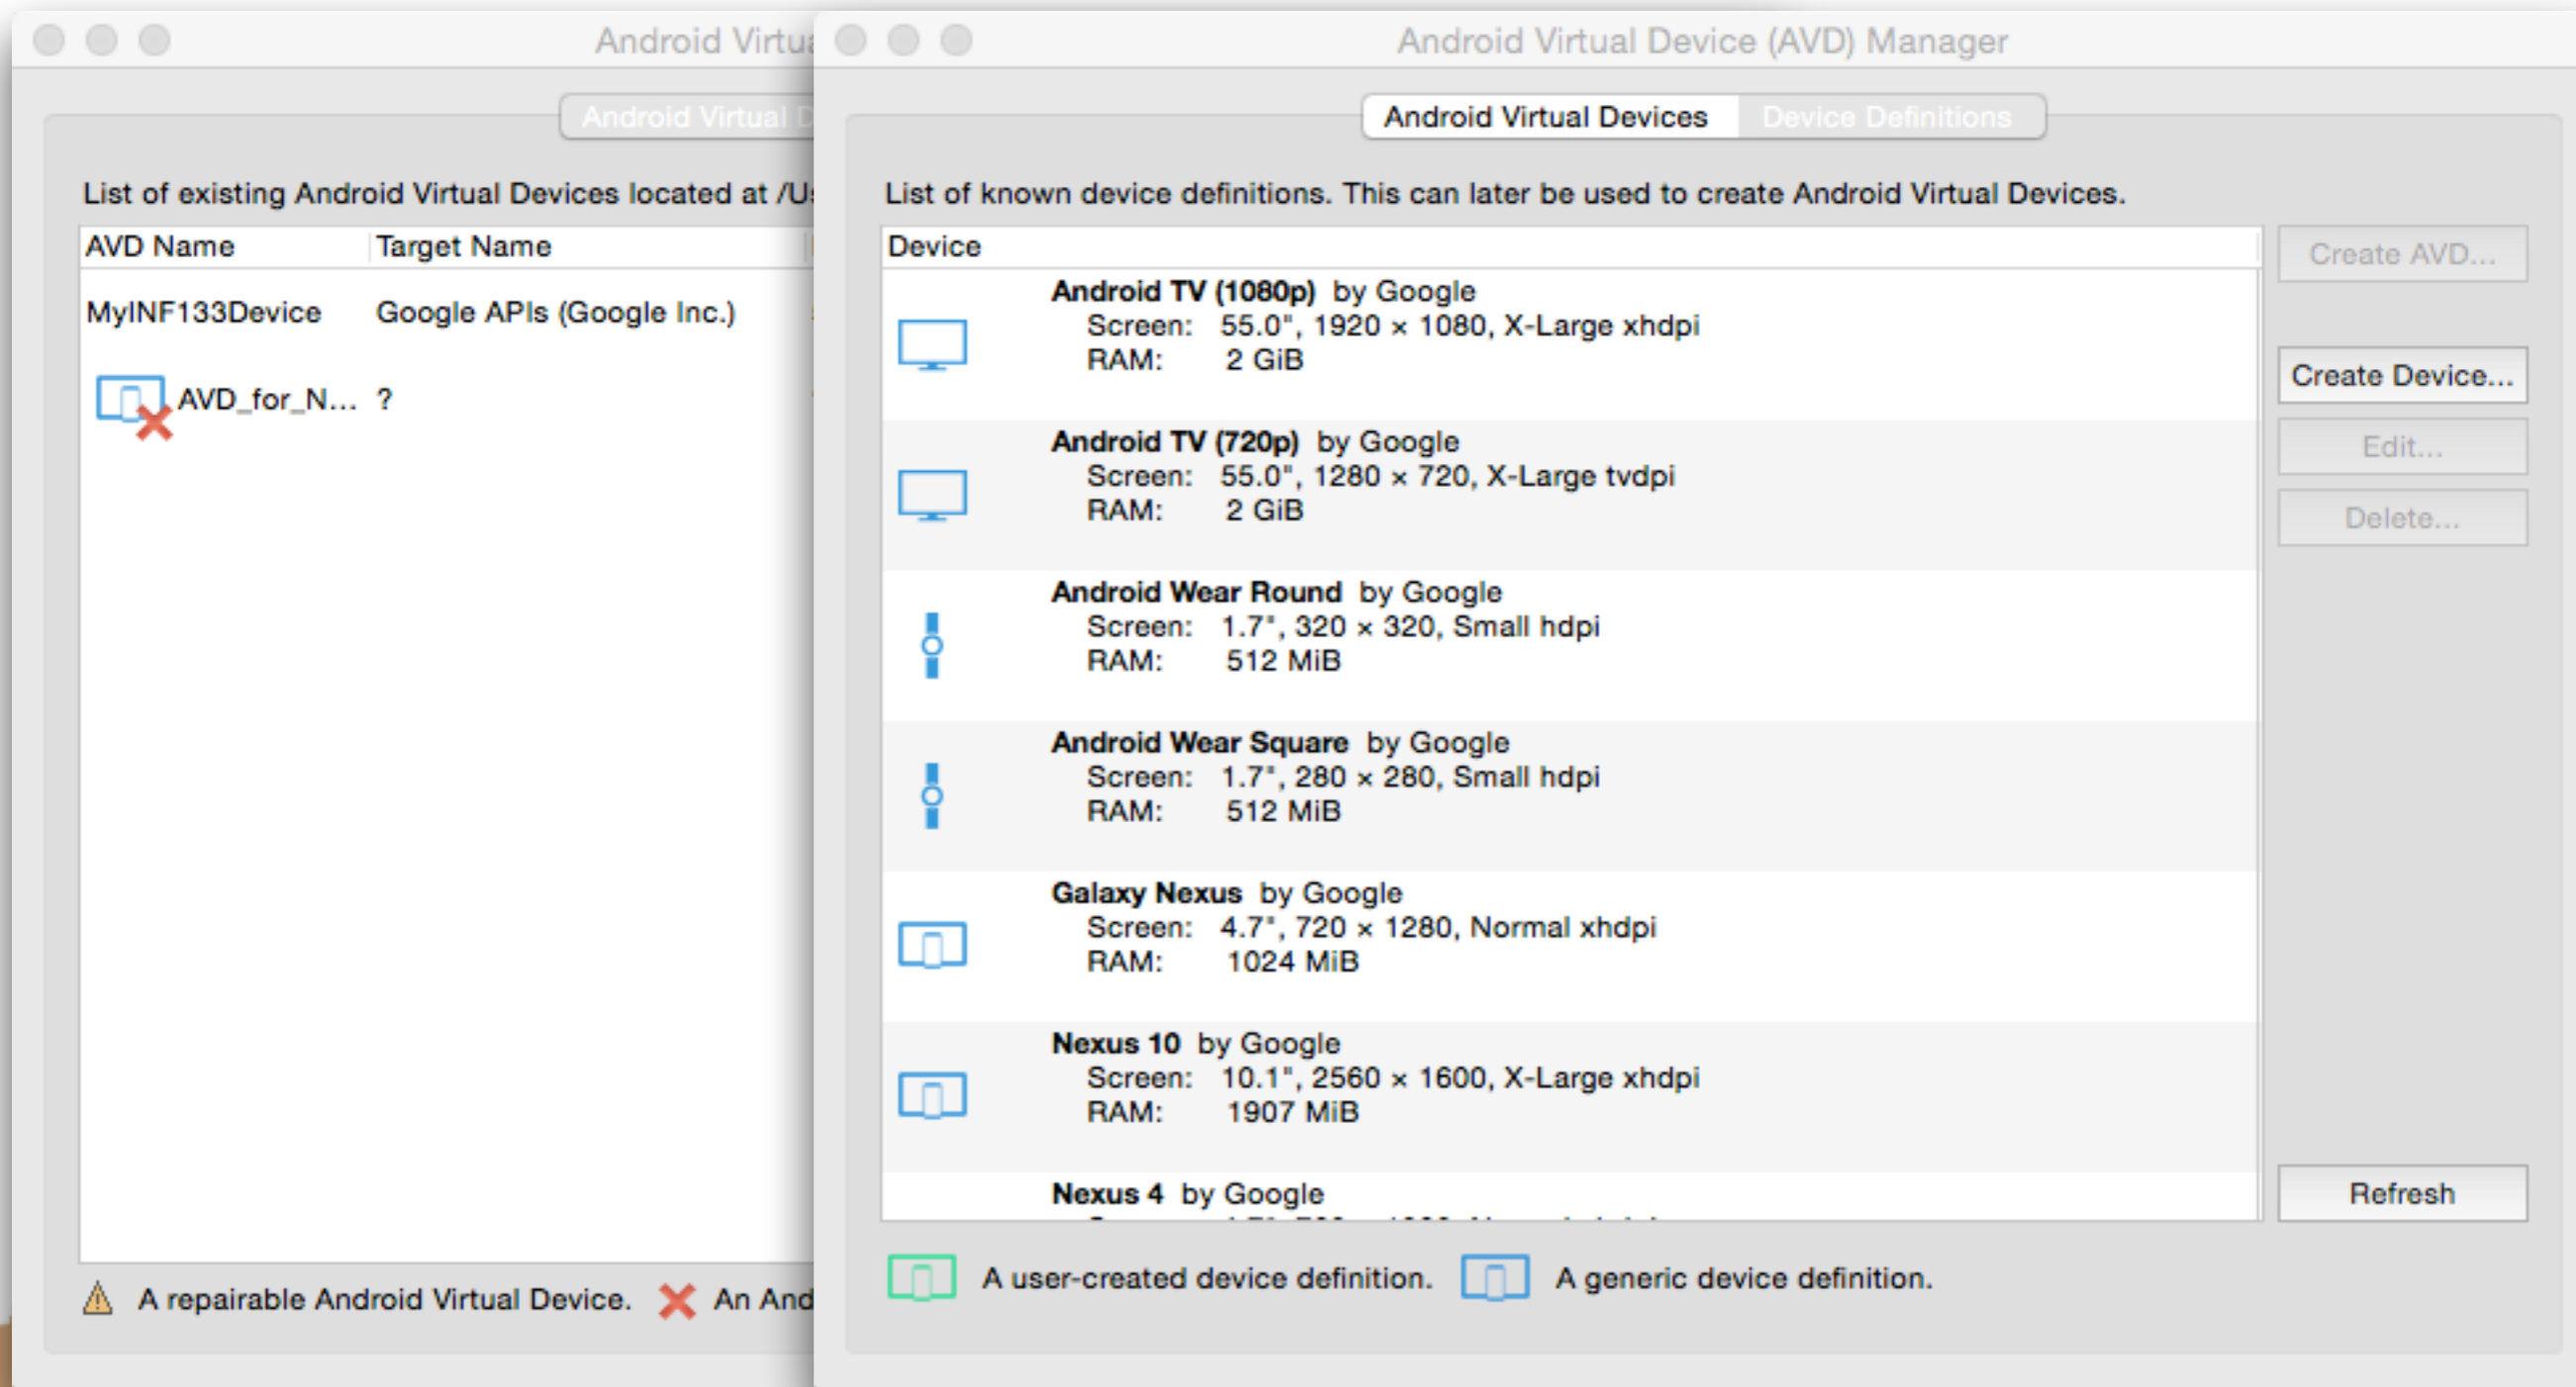 Android Virtua
Android Virtual D
List of existing Android Virtual Devices located at /Us
AVD Name Target Name
MyINF133Device Google APIs (Google Inc.)
AVD_for_N... ?
A repairable Android Virtual Device. An And
Android Virtual Device (AVD) Manager
Android Virtual Devices Device Definitions
List of known device definitions. This can later be used to create Android Virtual Devices.
Device
Android TV (1080p) by Google
Screen: 55.0", 1920 × 1080, X-Large xhdpi
RAM: 2 GiB
Android TV (720p) by Google
Screen: 55.0", 1280 × 720, X-Large tvdpi
RAM: 2 GiB
Android Wear Round by Google
Screen: 1.7", 320 × 320, Small hdpi
RAM: 512 MiB
Android Wear Square by Google
Screen: 1.7", 280 × 280, Small hdpi
RAM: 512 MiB
Galaxy Nexus by Google
Screen: 4.7", 720 × 1280, Normal xhdpi
RAM: 1024 MiB
Nexus 10 by Google
Screen: 10.1", 2560 × 1600, X-Large xhdpi
RAM: 1907 MiB
Nexus 4 by Google
Create AVD...
Create Device...
Edit...
Delete...
Refresh
A user-created device definition. A generic device definition.